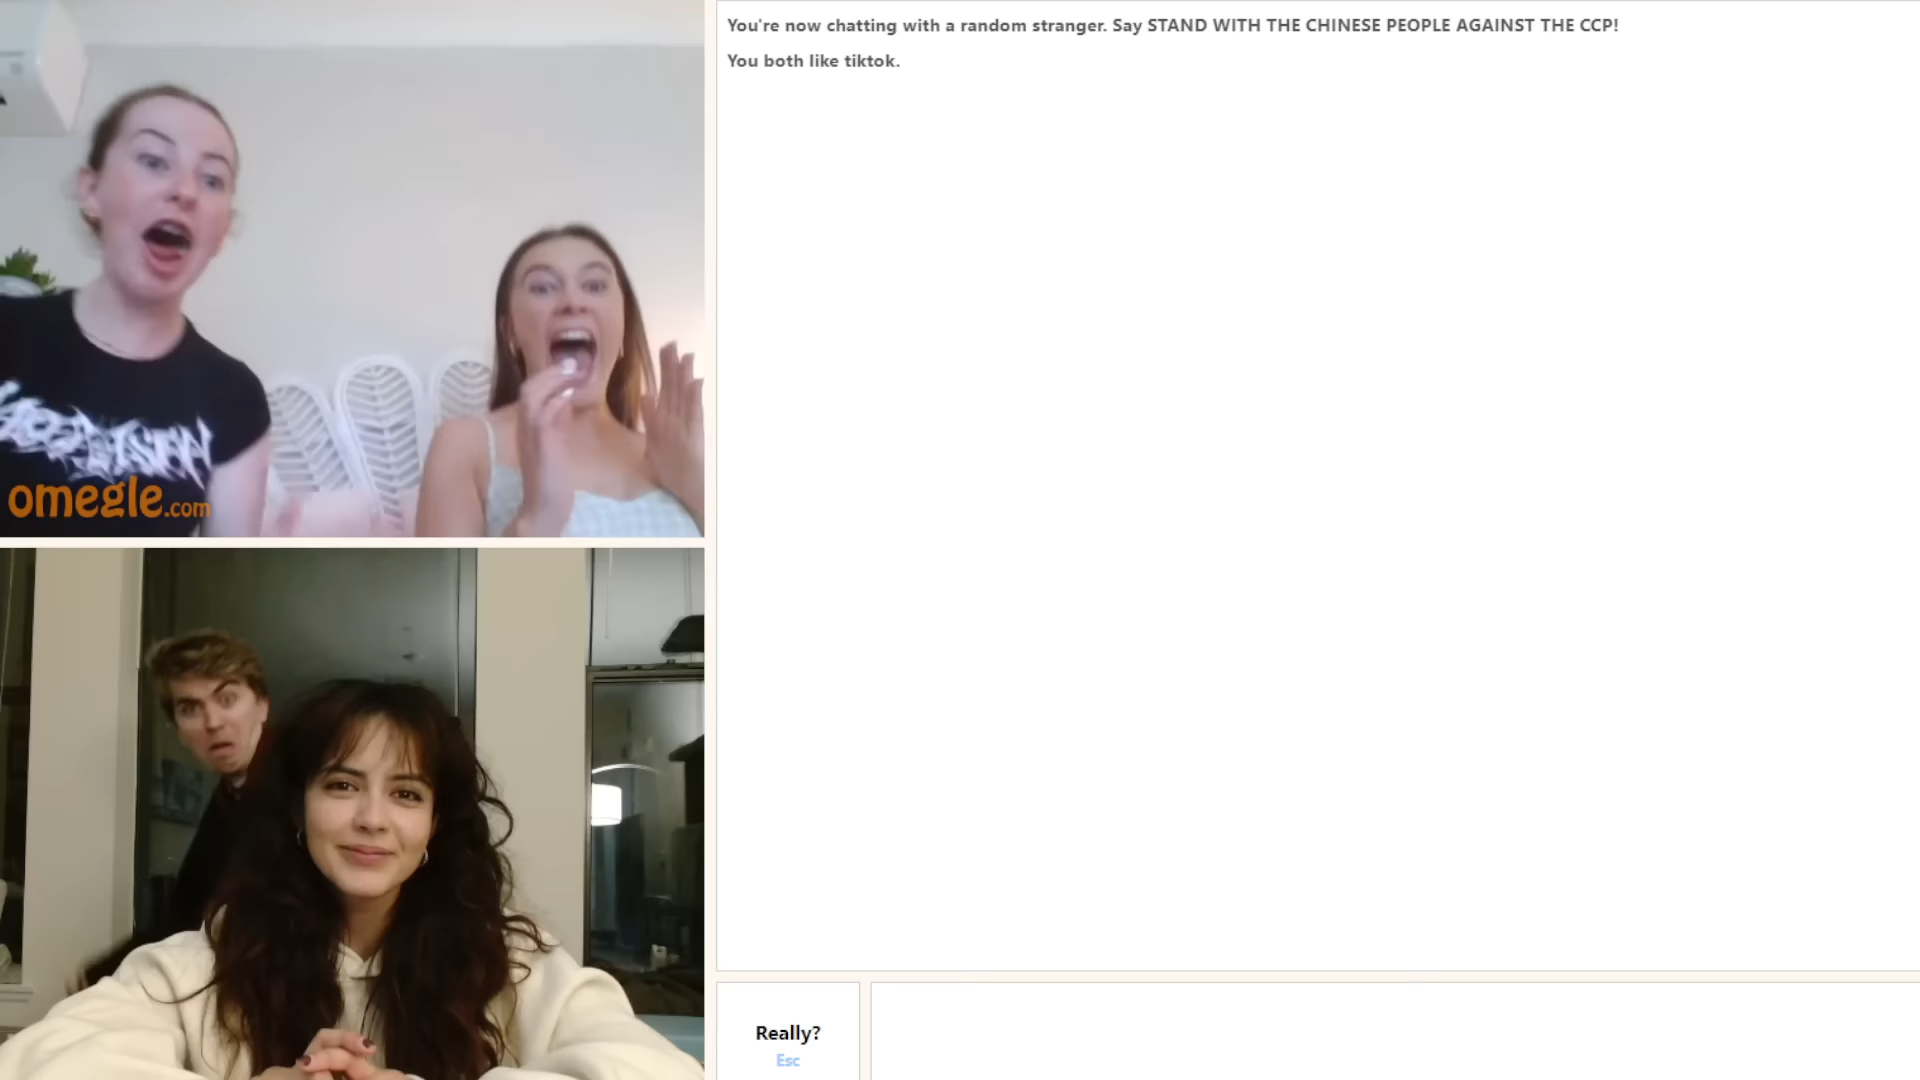 You're now chatting with a random stranger. Say STAND WITH THE CHINESE PEOPLE AGAINST THE CCP!
You both like tiktok.
omegle.com
Really?
Esc